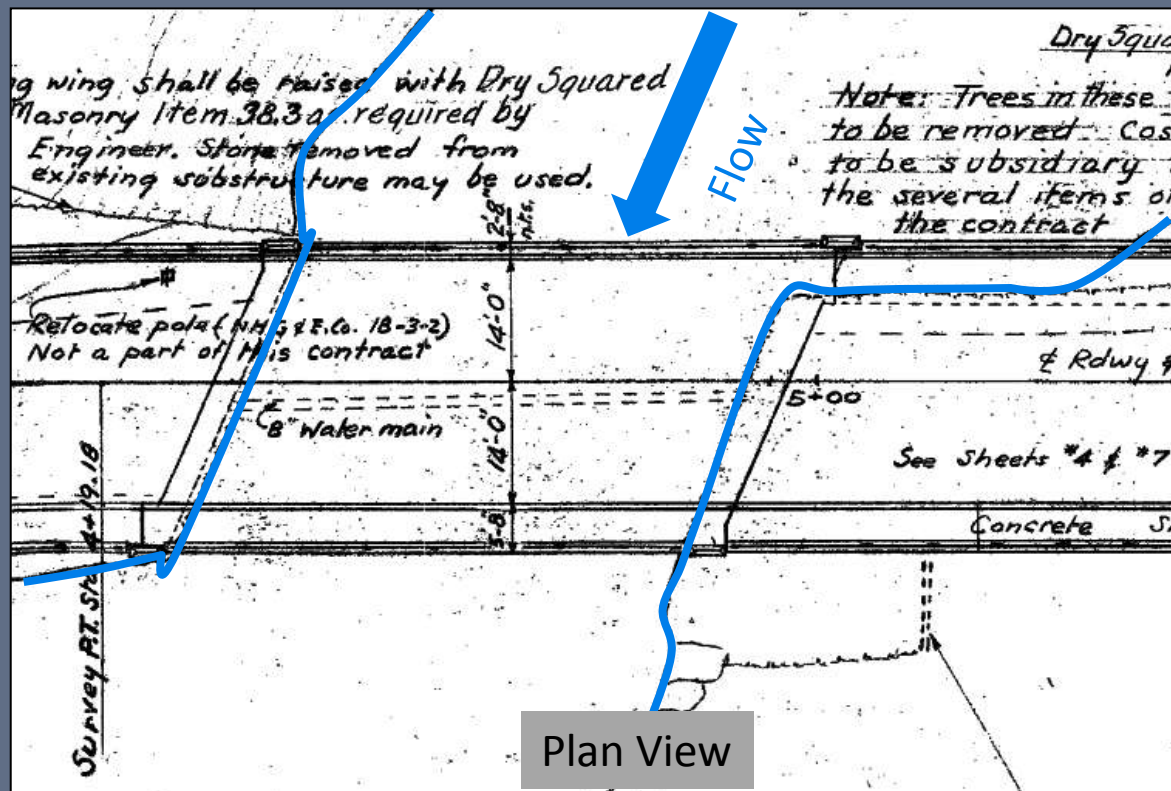 g wing shall be raised with Dry Squared
Masonry Item 38.3 as required by
Engineer. Stone removed from
existing substructure may be used.
Flow
Dry Squa
Note: Trees in these
to be removed. Cos
to be subsidiary
the several items o
the contract
2'-8"
n.t.s.
14'-0"
Relocate pole (N.H.G & E.Co. 18-3-2)
Not a part of this contract
℄ Rdwy &
5+00
8" Water main
14'-0"
See Sheets #4 & #7
5'-8"
Concrete
Survey P.T. Sta 4+19.18
Plan View